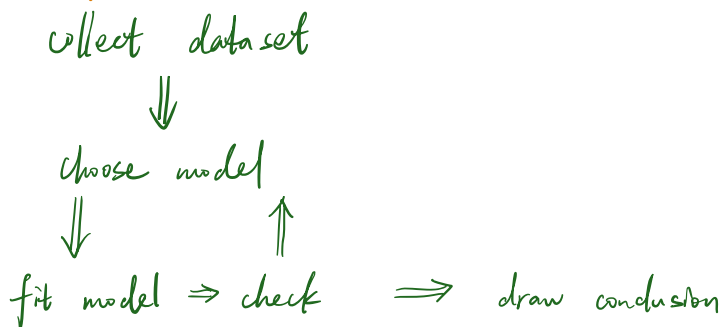 collect dataset
choose model
fit model ⇒ check ⇒ draw conclusion